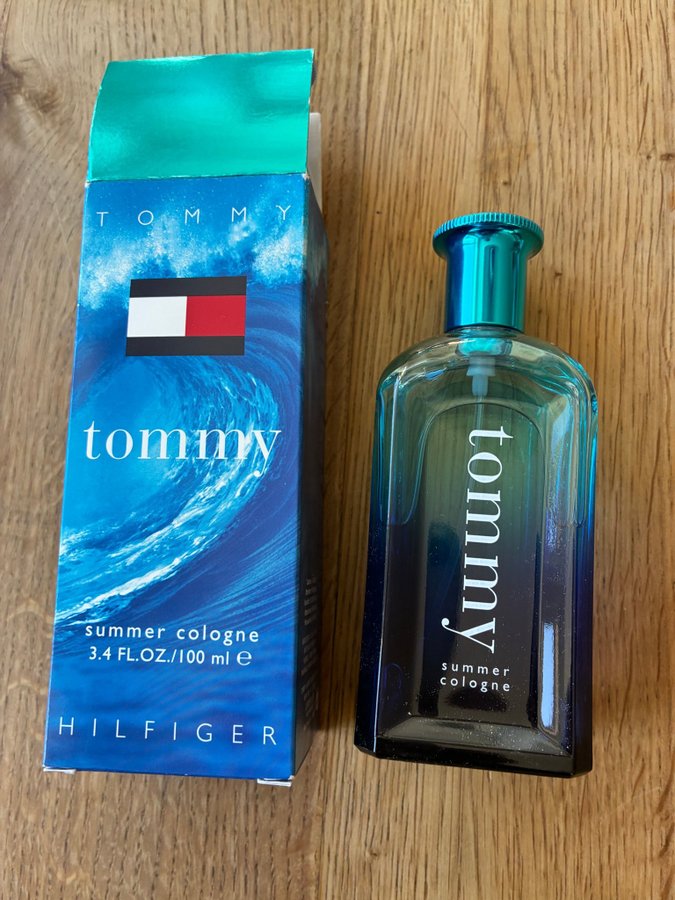 TOMMY
tommy
summer cologne
3.4 FL.OZ./100 ml ℮
HILFIGER
tommy
summer
cologne